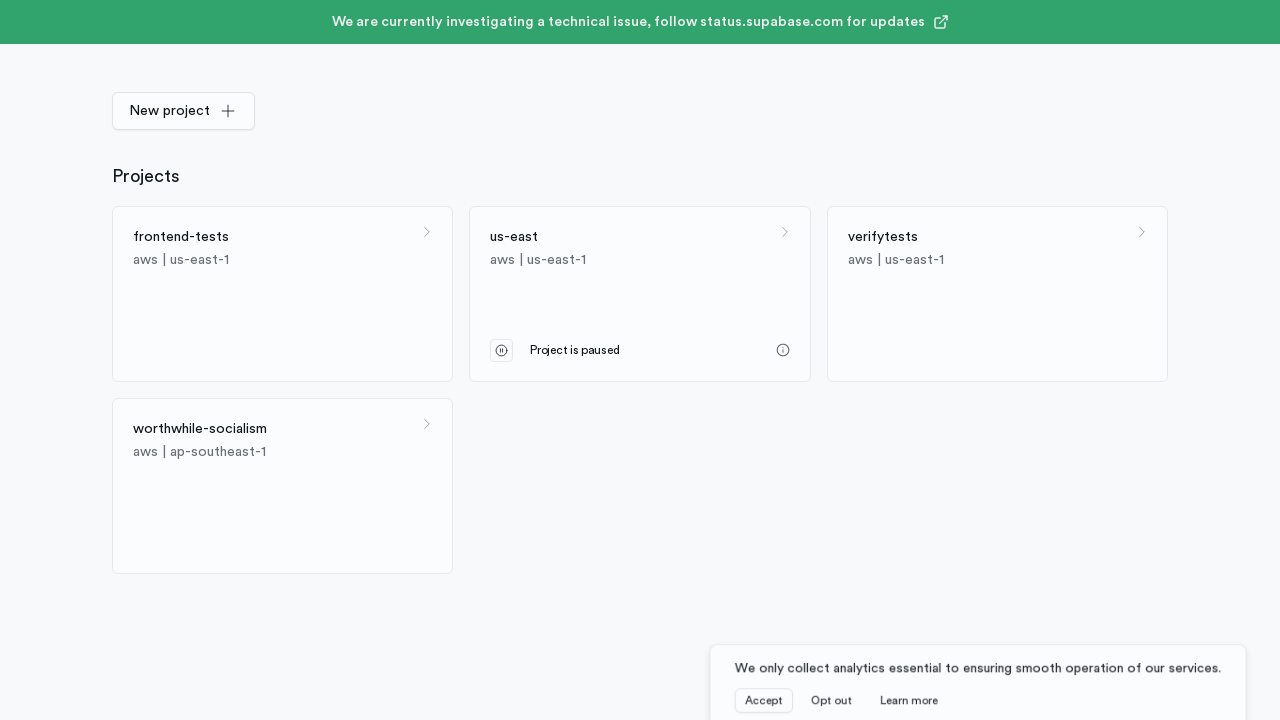 We are currently investigating a technical issue, follow status.supabase.com for updates
New project
Projects
frontend-tests
aws | us-east-1
us-east
aws | us-east-1
Project is paused
verifytests
aws | us-east-1
worthwhile-socialism
aws | ap-southeast-1
We only collect analytics essential to ensuring smooth operation of our services.
Accept Opt out Learn more